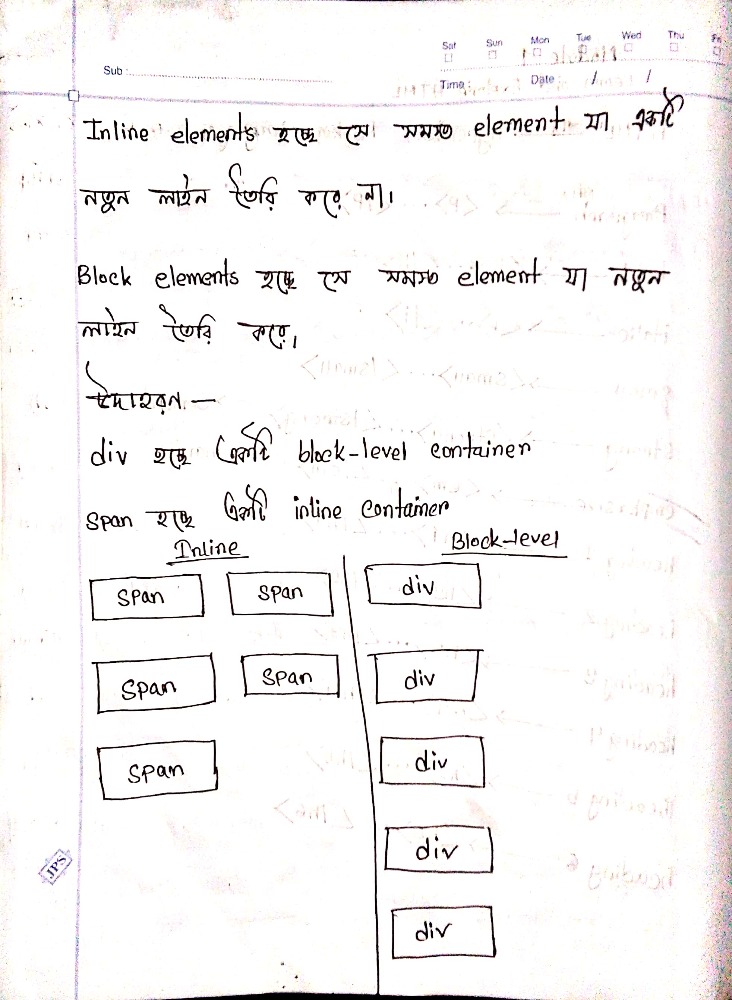 Sat Sun Mon Tue Wed Thu Fr
Sub :
Time : Date : / /
Inline elements হচ্ছে সে সমস্ত element যা একটি
নতুন লাইন তৈরি করে না।
Block elements হচ্ছে সে সমস্ত element যা নতুন
লাইন তৈরি করে।
উদাহরন —
div হচ্ছে একটি block-level container
span হচ্ছে একটি inline container
Inline Block-level
span span div
span span div
span div
div
div
JPS